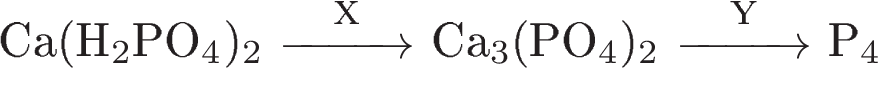 Ca(H₂PO₄)₂ —X→ Ca₃(PO₄)₂ —Y→ P₄